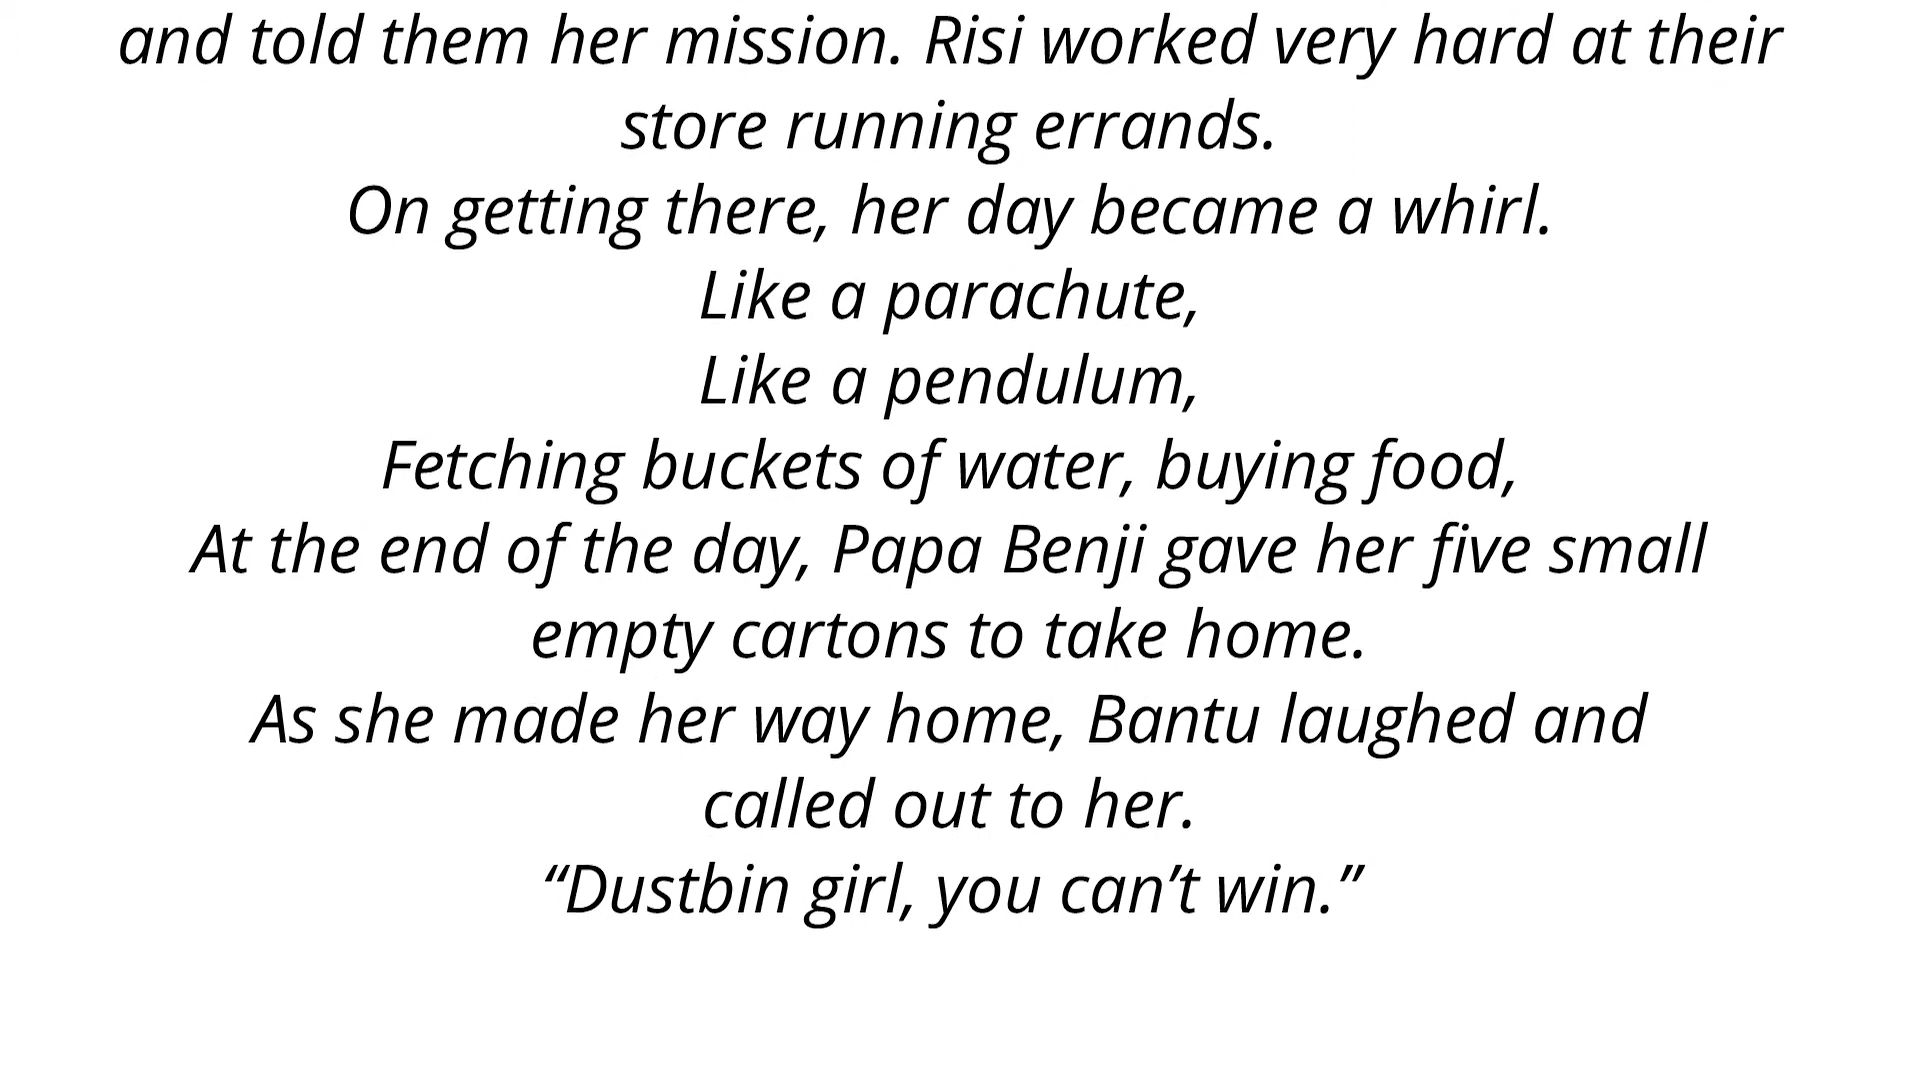 and told them her mission. Risi worked very hard at their
store running errands.
On getting there, her day became a whirl.
Like a parachute,
Like a pendulum,
Fetching buckets of water, buying food,
At the end of the day, Papa Benji gave her five small
empty cartons to take home.
As she made her way home, Bantu laughed and
called out to her.
“Dustbin girl, you can’t win.”